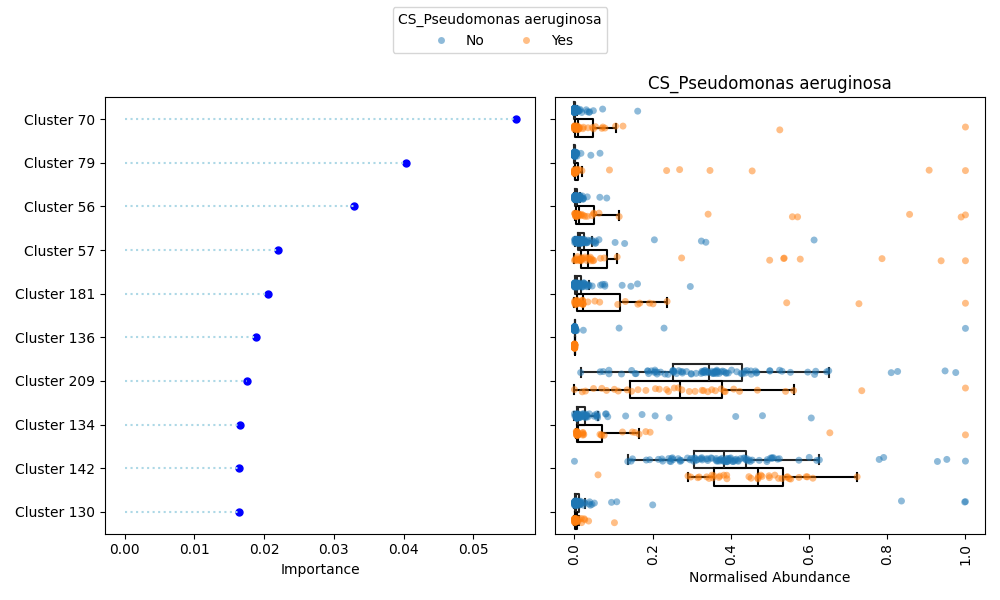 CS_Pseudomonas aeruginosa
No Yes
CS_Pseudomonas aeruginosa
Cluster 70
Cluster 79
Cluster 56
Cluster 57
Cluster 181
Cluster 136
Cluster 209
Cluster 134
Cluster 142
Cluster 130
0.00 0.01 0.02 0.03 0.04 0.05
Importance
0.0 0.2 0.4 0.6 0.8 1.0
Normalised Abundance